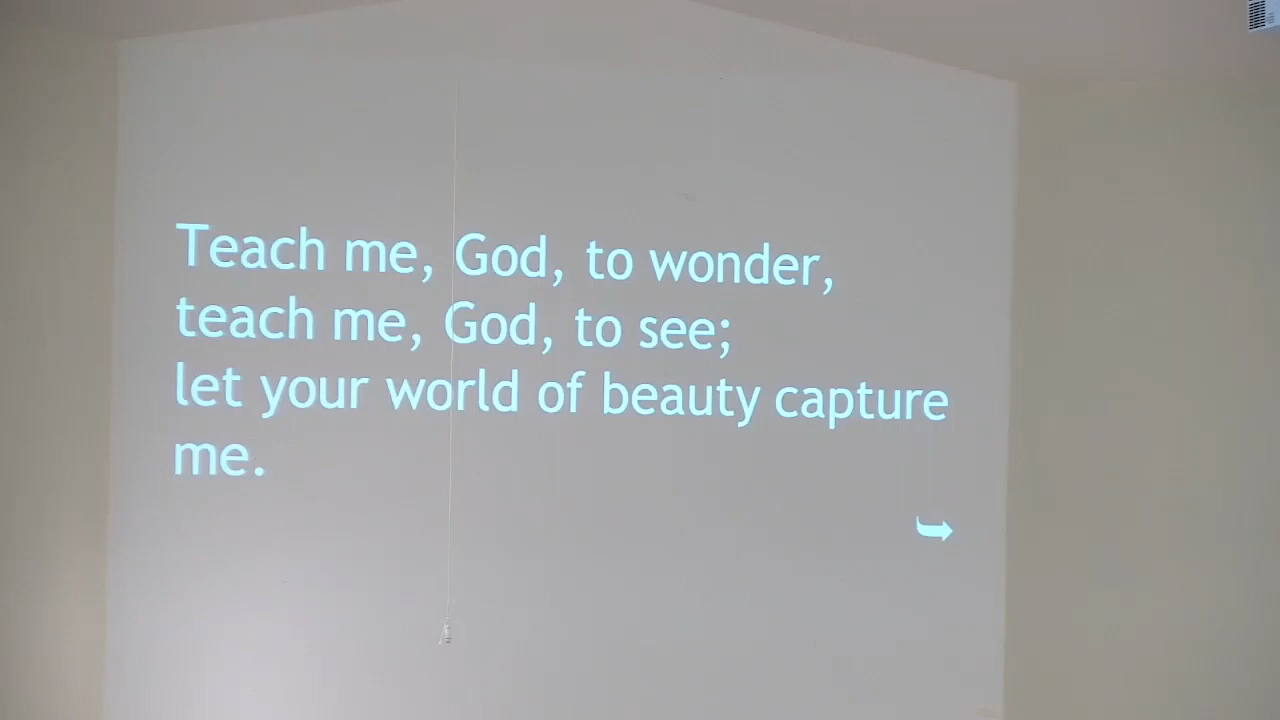 Teach me, God, to wonder,
teach me, God, to see;
let your world of beauty capture
me.